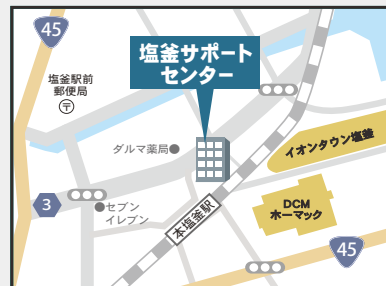 45
塩釜サポート
センター
塩釜駅前
郵便局
〒
ダルマ薬局
イオンタウン塩釜
3
セブン
イレブン
本塩釜駅
DCM
ホーマック
45